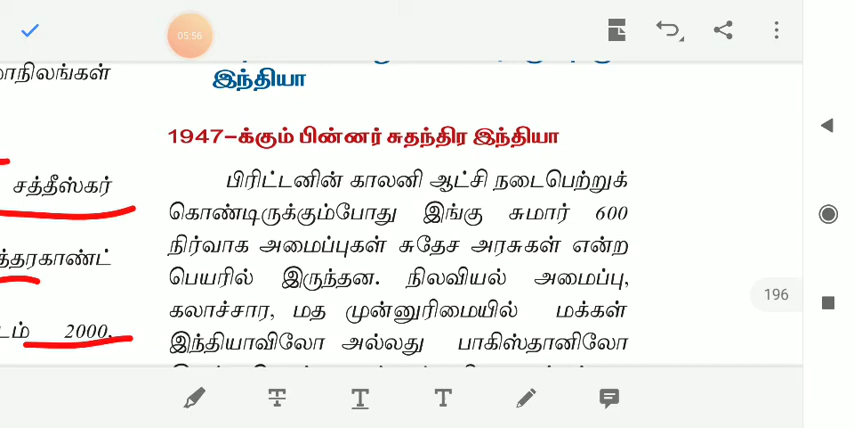 05:56
மாநிலங்கள்
சத்தீஸ்கர்
த்தரகாண்ட்
டம் 2000,
இந்தியா
1947-க்கும் பின்னர் சுதந்திர இந்தியா
பிரிட்டனின் காலனி ஆட்சி நடைபெற்றுக்
கொண்டிருக்கும்போது இங்கு சுமார் 600
நிர்வாக அமைப்புகள் சுதேச அரசுகள் என்ற
பெயரில் இருந்தன. நிலவியல் அமைப்பு,
கலாச்சார, மத முன்னுரிமையில் மக்கள்
இந்தியாவிலோ அல்லது பாகிஸ்தானிலோ
196